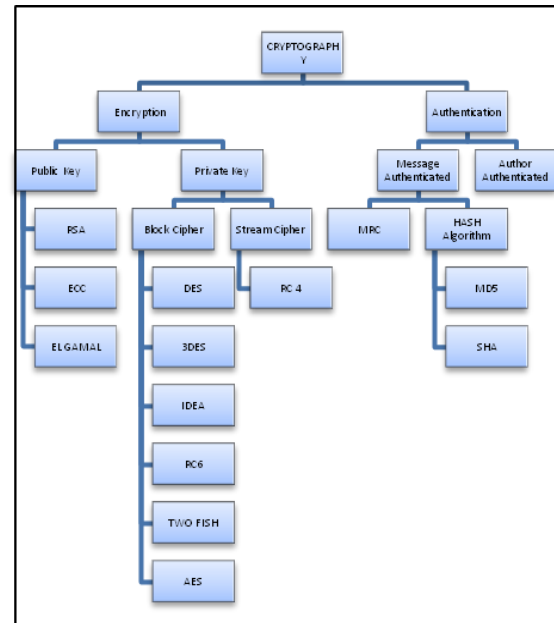 CRYPTOGRAPH
Y
Encryption
Authentication
Public Key
Private Key
Message
Authenticated
Author
Authenticated
RSA
Block Cipher
Stream Cipher
MRC
HASH
Algorithm
ECC
DES
RC 4
MD5
ELGAMAL
3DES
SHA
IDEA
RC6
TWO FISH
AES